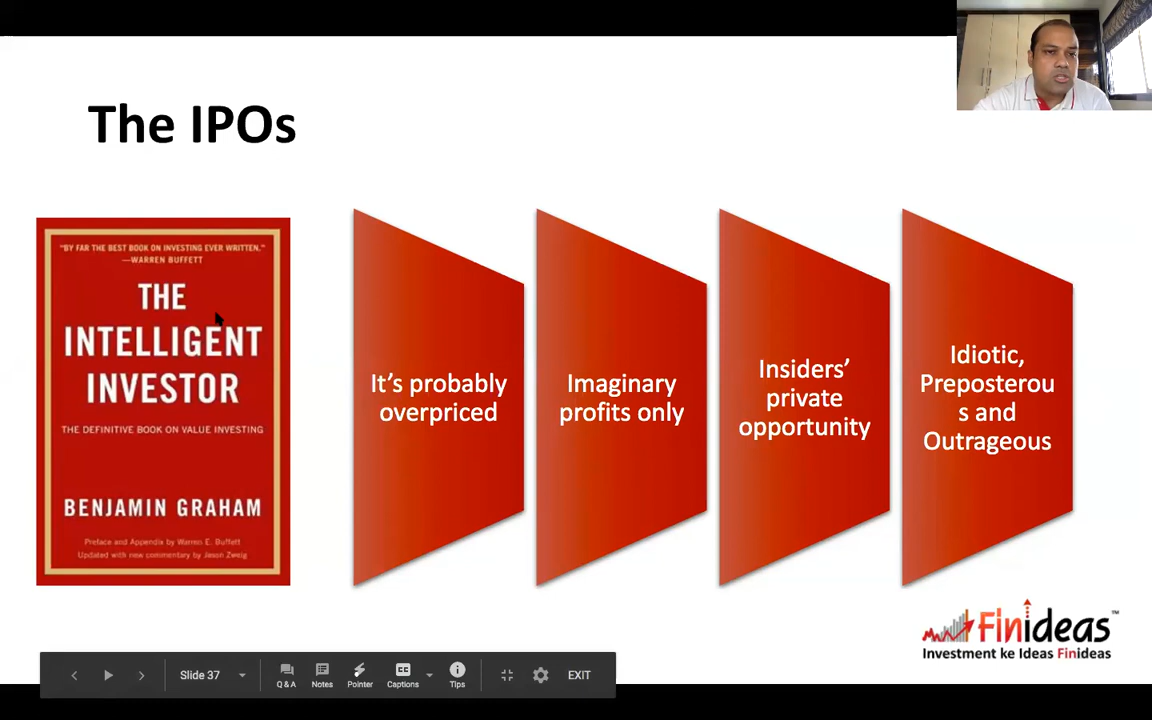 The IPOs
"BY FAR THE BEST BOOK ON INVESTING EVER WRITTEN."
—WARREN BUFFETT
THE
INTELLIGENT
INVESTOR
THE DEFINITIVE BOOK ON VALUE INVESTING
BENJAMIN GRAHAM
Preface and Appendix by Warren E. Buffett
Updated with new commentary by Jason Zweig
It's probably
overpriced
Imaginary
profits only
Insiders'
private
opportunity
Idiotic,
Preposterou
s and
Outrageous
Finideas™
Investment ke Ideas Finideas
Slide 37
Q & A
Notes
Pointer
CC
Captions
Tips
EXIT